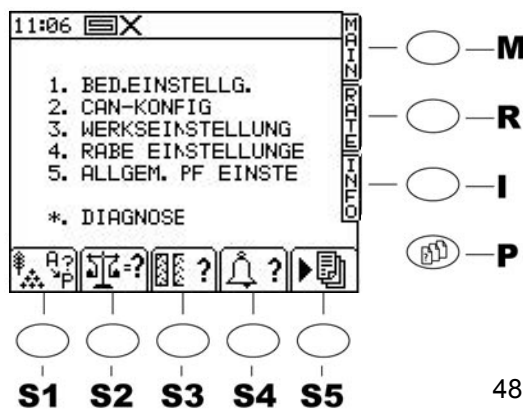 11:06
1. BED.EINSTELLG.
2. CAN-KONFIG
3. WERKSEINSTELLUNG
4. RABE EINSTELLUNGE
5. ALLGEM. PF EINSTE
*. DIAGNOSE
MAIN
RATE
INFO
A?
P
=?
?
?
M
R
I
P
S1 S2 S3 S4 S5
48